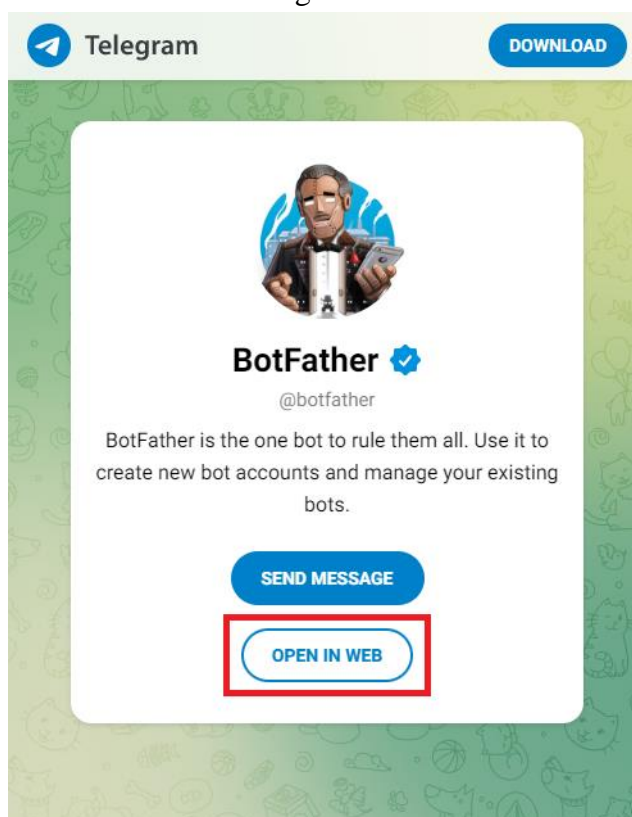 Telegram
DOWNLOAD
BotFather
@botfather
BotFather is the one bot to rule them all. Use it to
create new bot accounts and manage your existing
bots.
SEND MESSAGE
OPEN IN WEB